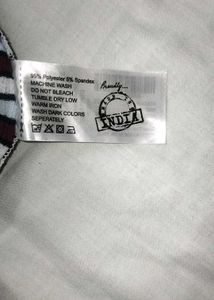 95% Polyester 5% Spandex
MACHINE WASH
DO NOT BLEACH
TUMBLE DRY LOW
WARM IRON
WASH DARK COLORS
SEPERATELY
Proudly...
MADE IN
INDIA